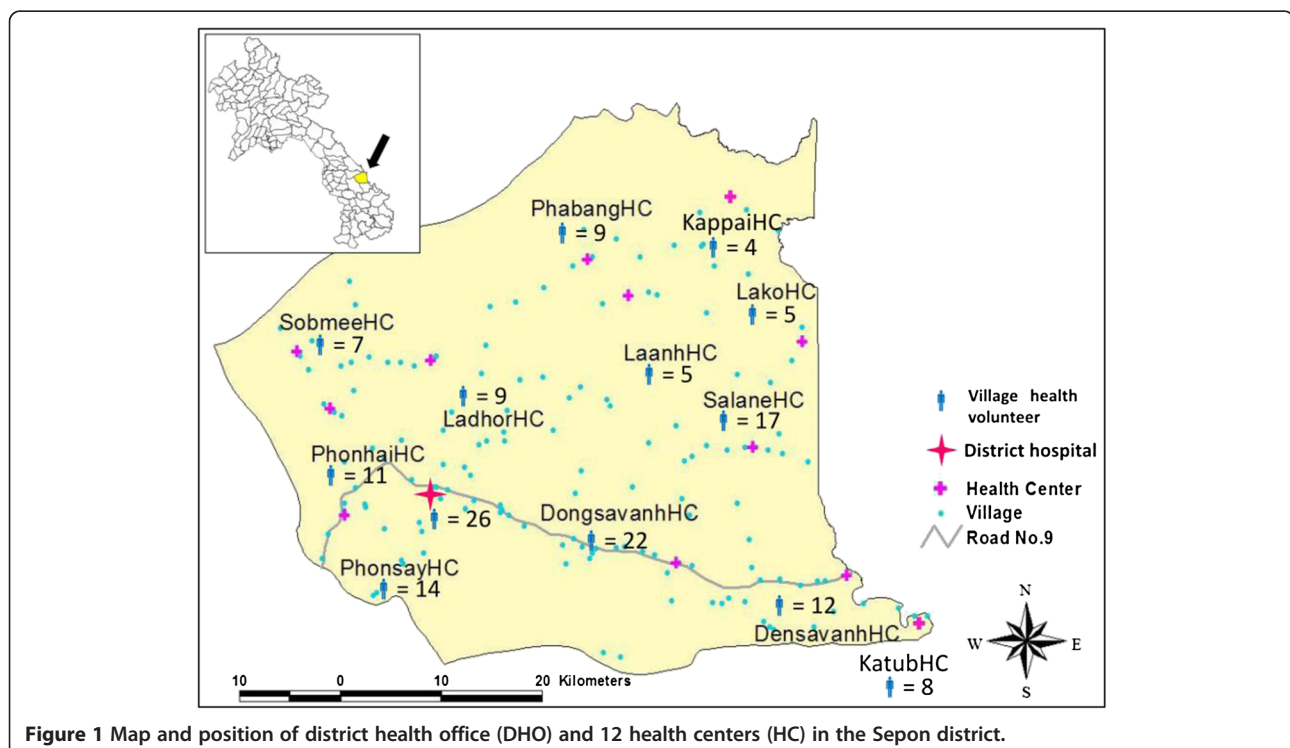 PhabangHC
= 9
KappaiHC
= 4
LakoHC
= 5
SobmeeHC
= 7
LaanhHC
= 5
= 9
LadhorHC
SalaneHC
= 17
PhonhaiHC
= 11
= 26
DongsavanhHC
= 22
PhonsayHC
= 14
= 12
DensavanhHC
KatubHC
= 8
Village health
volunteer
District hospital
Health Center
Village
Road No.9
N
W E
S
10 0 10 20 Kilometers
Figure 1 Map and position of district health office (DHO) and 12 health centers (HC) in the Sepon district.